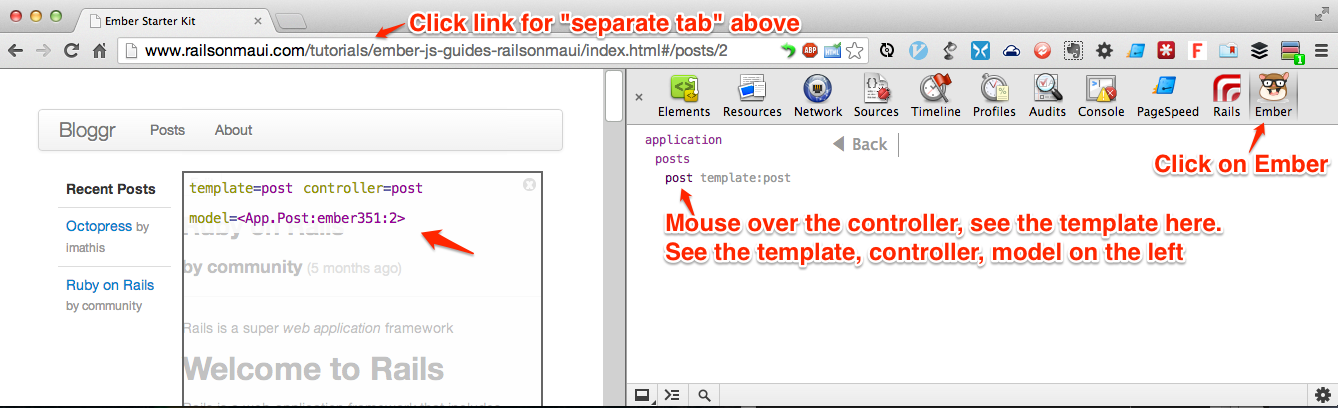 Ember Starter Kit
Click link for "separate tab" above
www.railsonmaui.com/tutorials/ember-js-guides-railsonmaui/index.html#/posts/2
ABP
HTML
F
1
Elements Resources Network Sources Timeline Profiles Audits Console PageSpeed Rails Ember
Bloggr Posts About
application
posts
post template:post
Back
Click on Ember
Mouse over the controller, see the template here.
See the template, controller, model on the left
Recent Posts
Octopress by
imathis
Ruby on Rails
by community
template=post controller=post
model=<App.Post:ember351:2>
Ruby on Rails
by community (5 months ago)
Rails is a super web application framework
Welcome to Rails
Rails is a web-application framework that includes